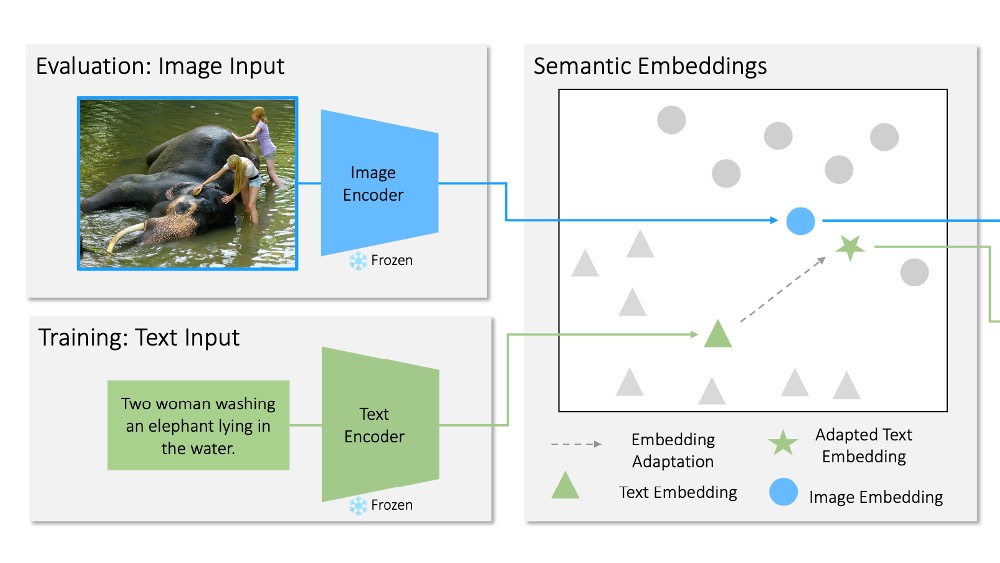 Evaluation: Image Input
Image
Encoder
Frozen
Training: Text Input
Two woman washing
an elephant lying in
the water.
Text
Encoder
Frozen
Semantic Embeddings
Embedding
Adaptation
Adapted Text
Embedding
Text Embedding
Image Embedding